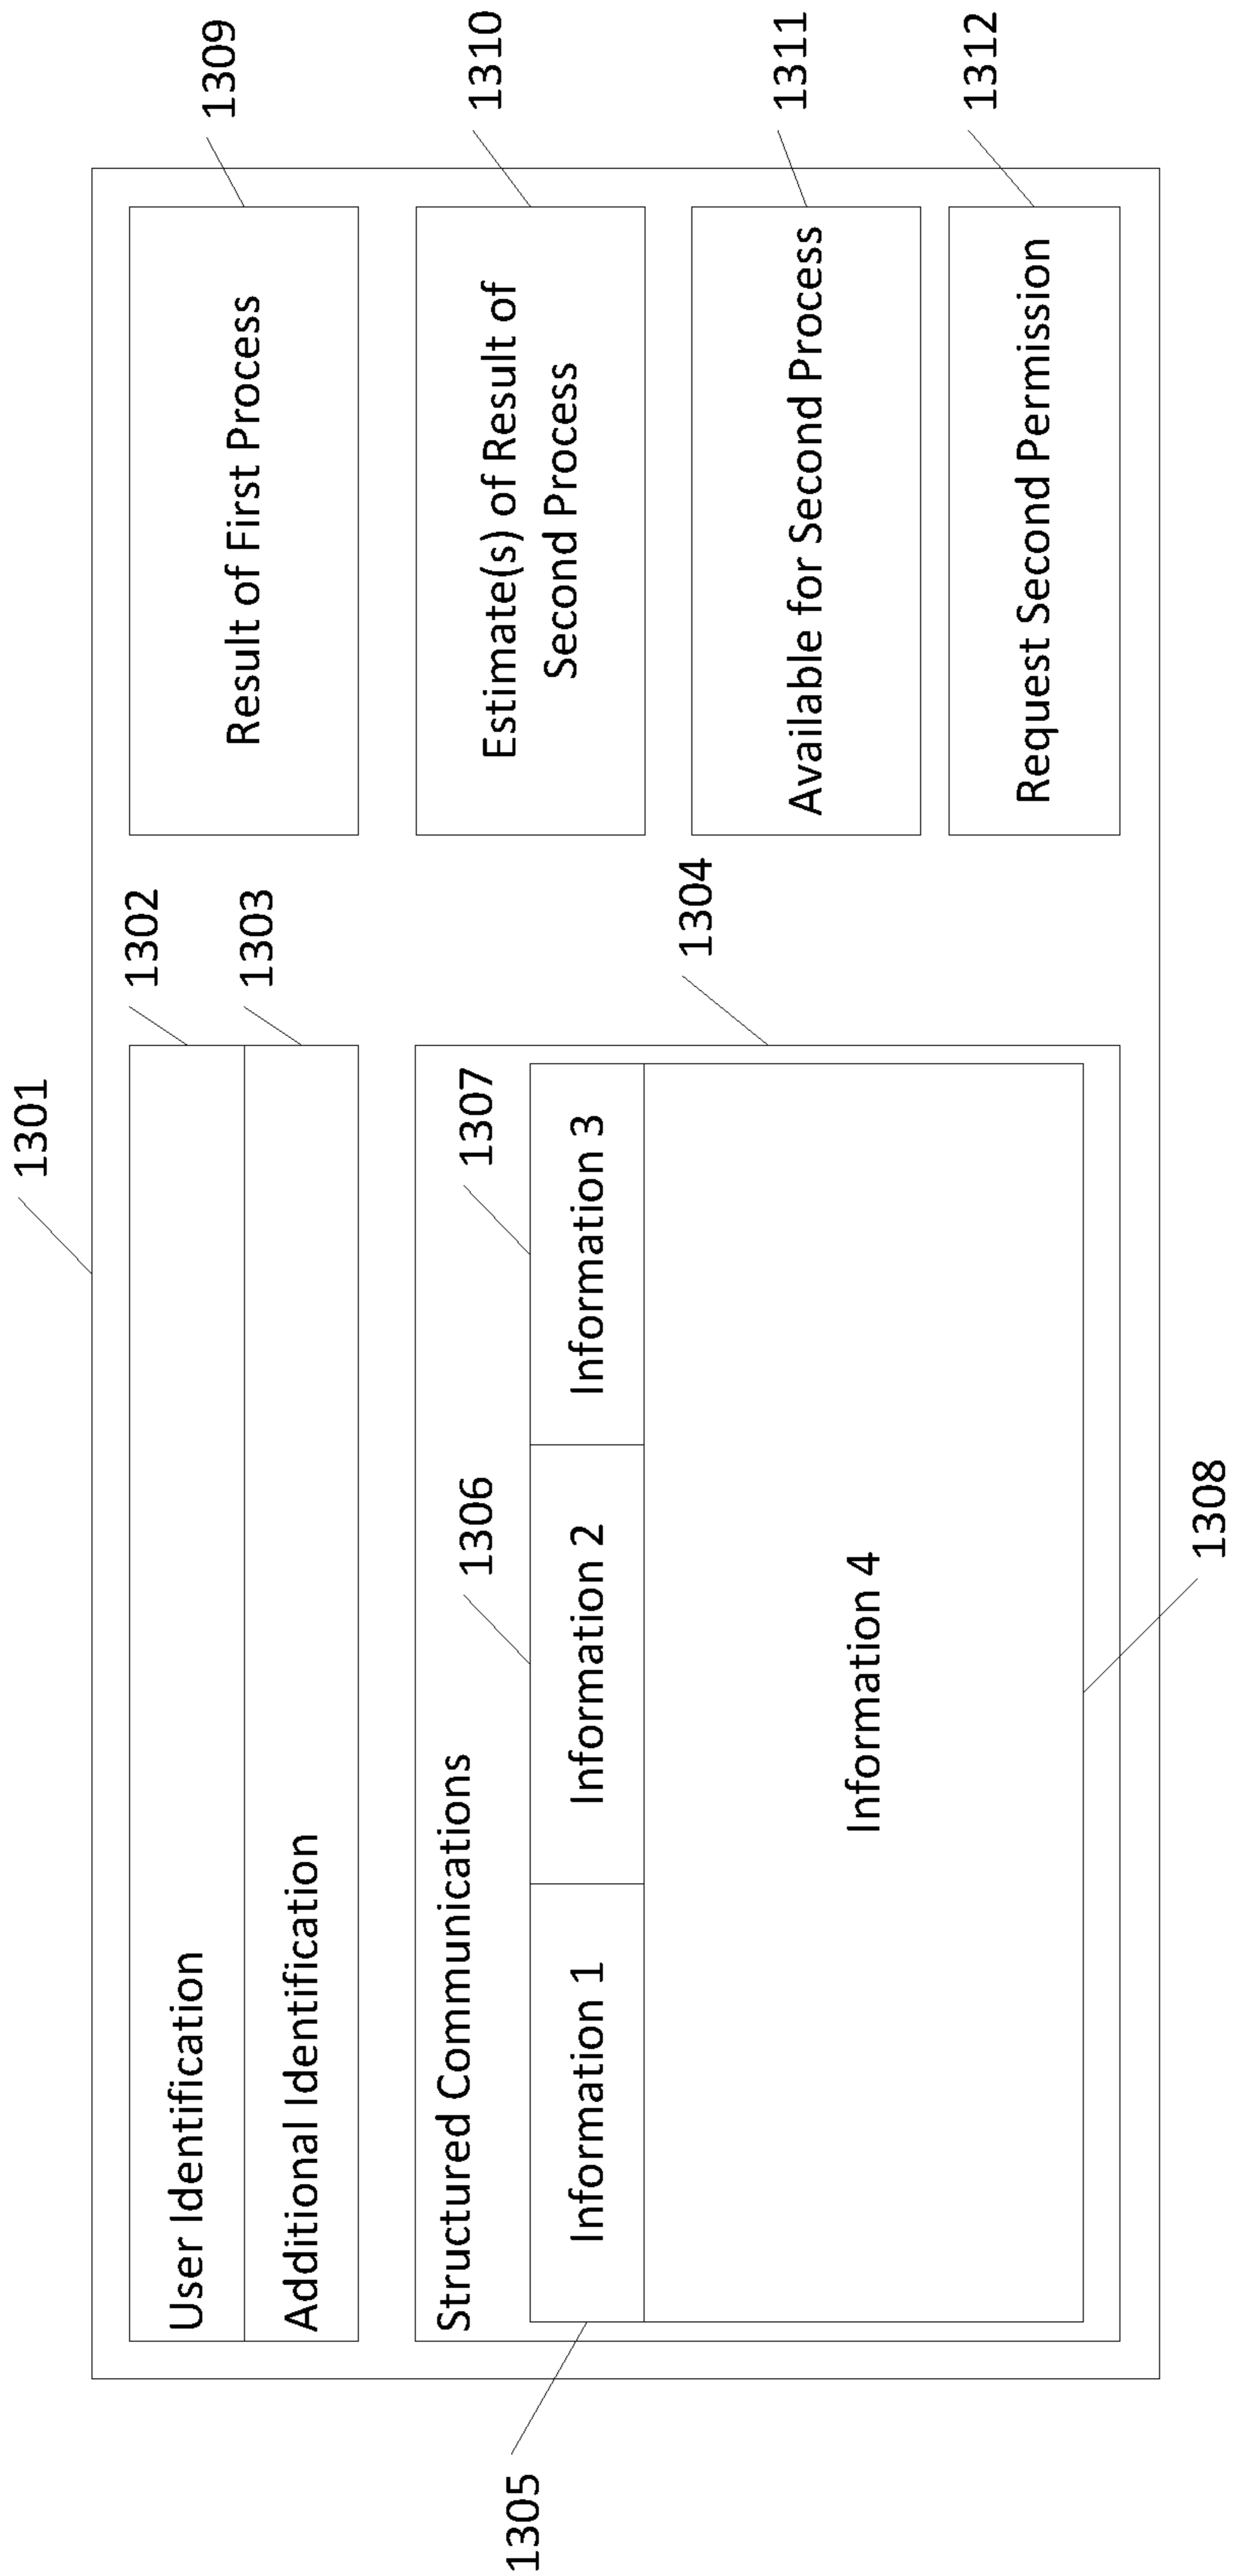 1301
User Identification
1302
Additional Identification
1303
Structured Communications
1304
Information 1
1305
Information 2
1306
Information 3
1307
Information 4
1308
Result of First Process
1309
Estimate(s) of Result of
Second Process
1310
Available for Second Process
1311
Request Second Permission
1312